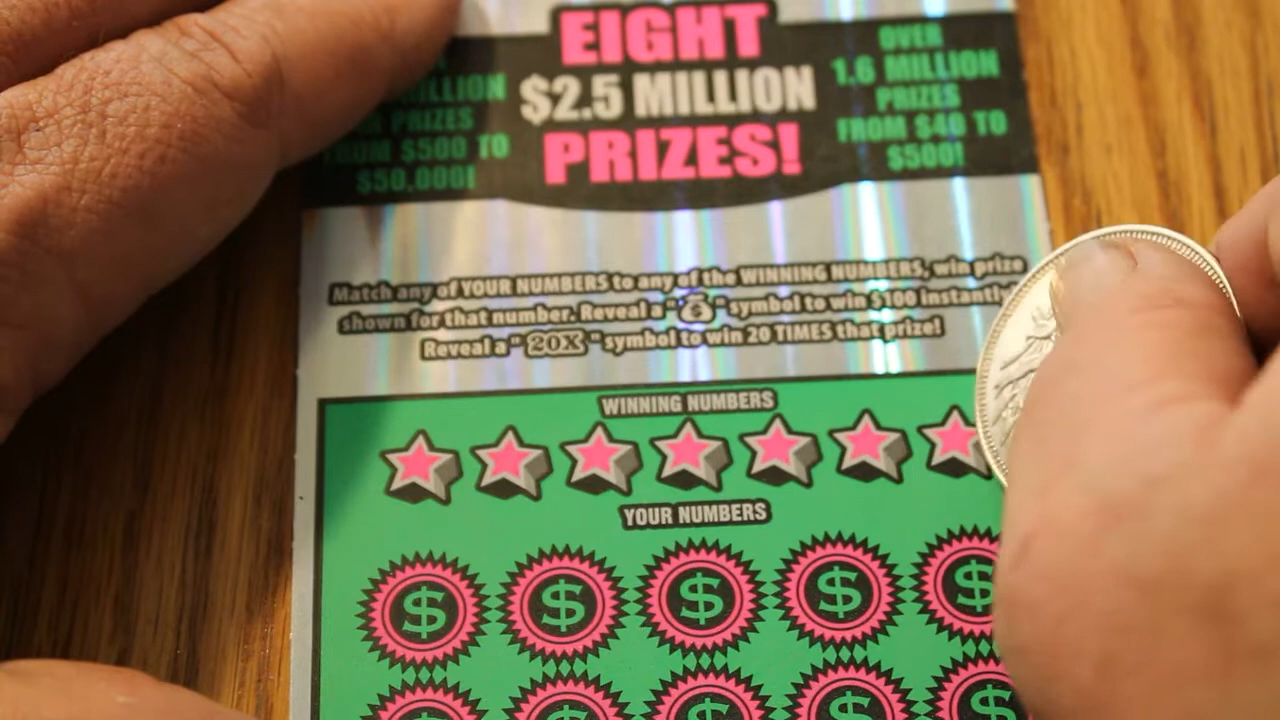 EIGHT
$2.5 MILLION
PRIZES!
MILLION
PRIZES
FROM $500 TO
$50,000!
OVER
1.6 MILLION
PRIZES
FROM $40 TO
$500!
Match any of YOUR NUMBERS to any of the WINNING NUMBERS, win prize
shown for that number. Reveal a " $ " symbol to win $100 instantly
Reveal a " 20X " symbol to win 20 TIMES that prize!
WINNING NUMBERS
YOUR NUMBERS
$ $ $ $ $
$ $ $ $ $